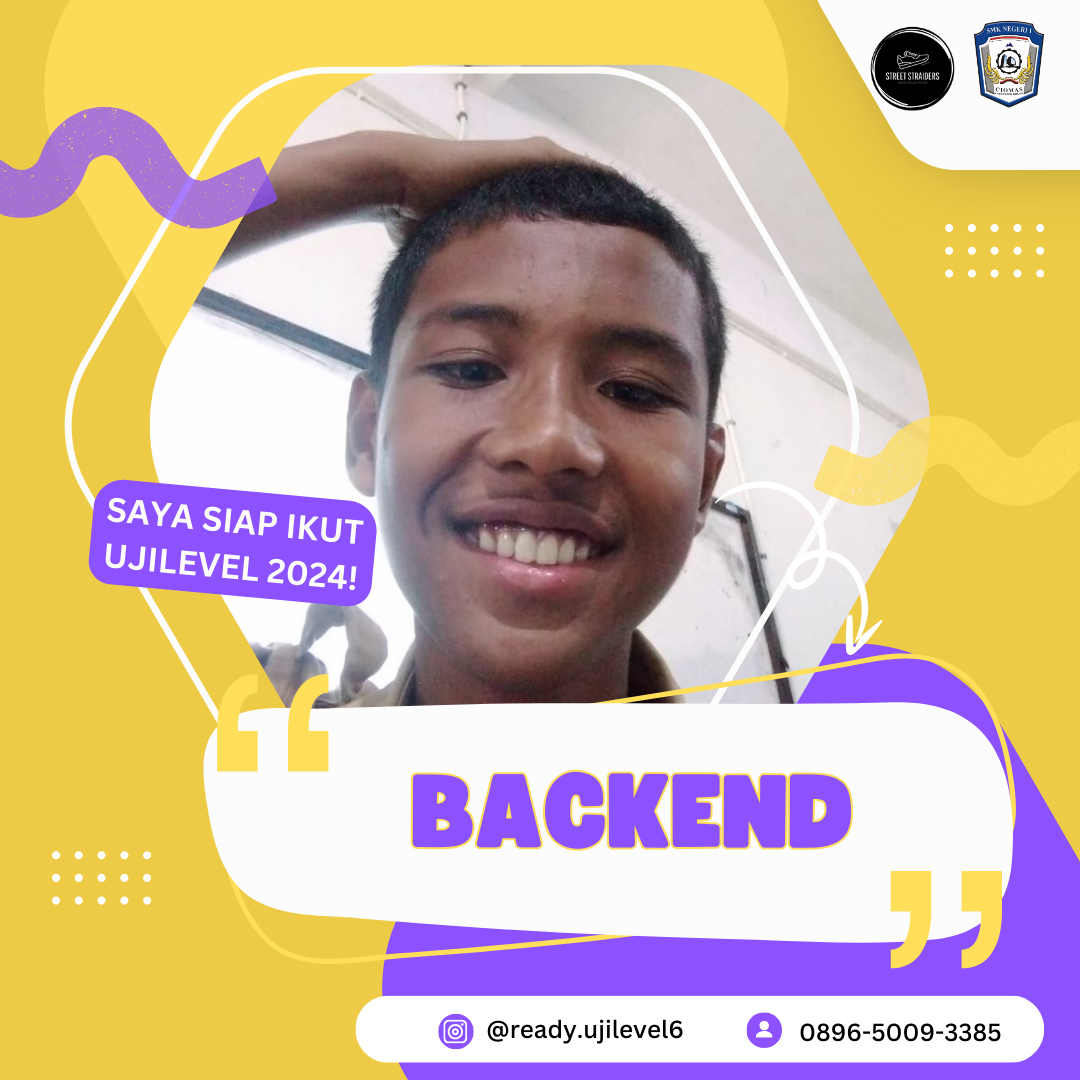 STREET STRAIDERS
SMK NEGERI 1
CIOMAS
SAYA SIAP IKUT
UJILEVEL 2024!
BACKEND
@ready.ujilevel6
0896-5009-3385